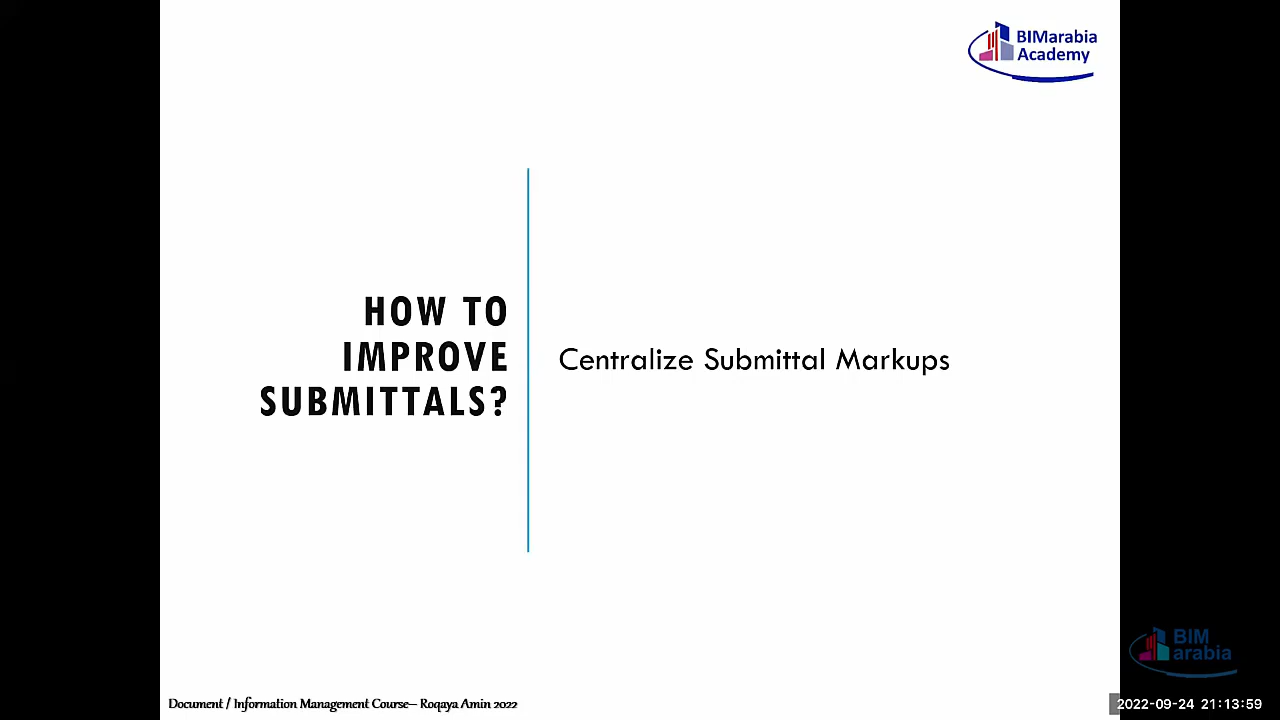 BIMarabia
Academy
HOW TO
IMPROVE
SUBMITTALS?
Centralize Submittal Markups
BIM
arabia
Document / Information Management Course– Roqaya Amin 2022
2022-09-24 21:13:59